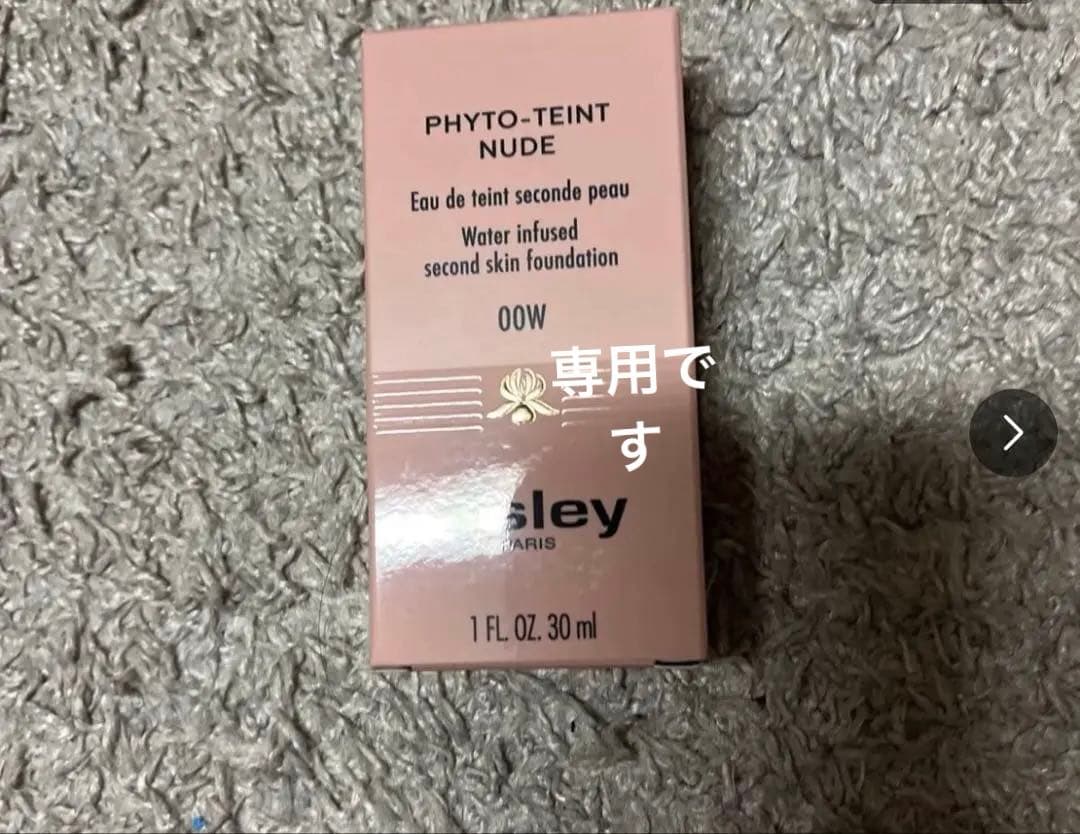 PHYTO-TEINT
NUDE
Eau de teint seconde peau
Water infused
second skin foundation
00W
専用で
す
sley
PARIS
1 FL. OZ. 30 ml